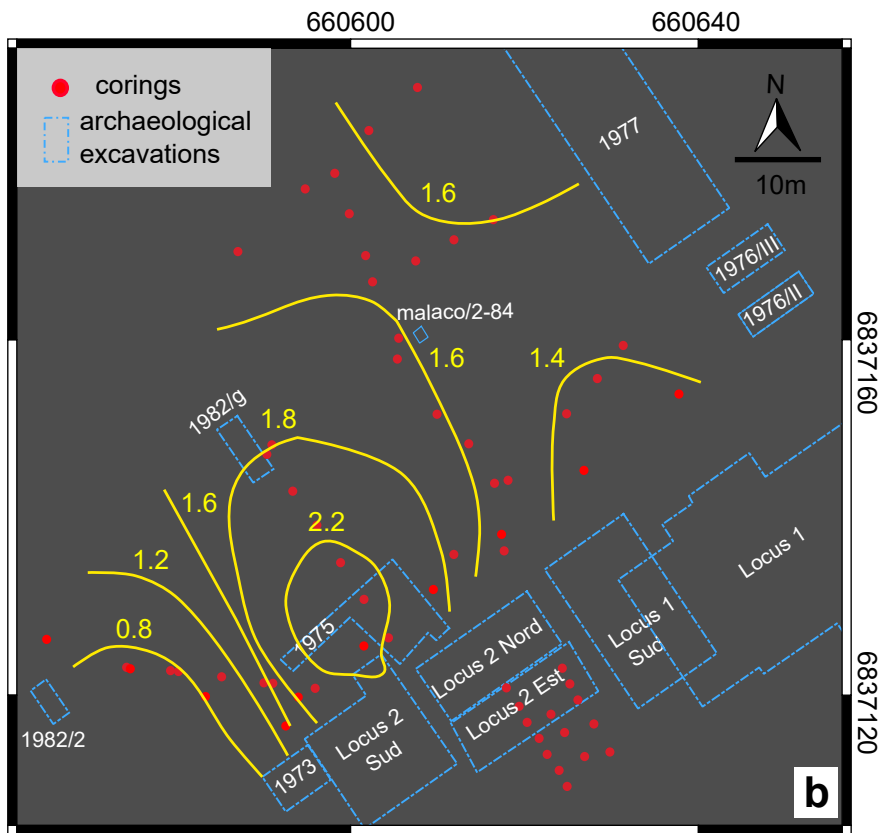 660600
660640
corings
archaeological
excavations
N
10m
1977
1.6
1976/III
1976/II
malaco/2-84
6837160
1.6
1.4
1982/g
1.8
1.6
2.2
1.2
Locus 1
0.8
1975
Locus 1
Sud
Locus 2 Nord
Locus 2 Est
6837120
Locus 2
Sud
1982/2
1973
b